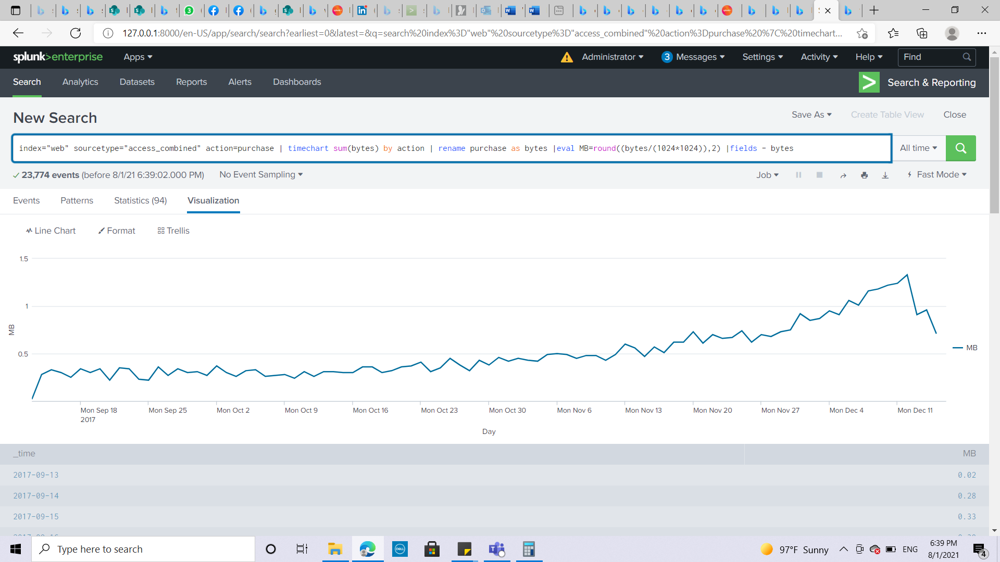 127.0.0.1:8000/en-US/app/search/search?earliest=0&latest=&q=search%20index%3D"web"%20sourcetype%3D"access_combined"%20action%3Dpurchase%20%7C%20timechart...
splunk>enterprise Apps Administrator 3 Messages Settings Activity Help Find
Search Analytics Datasets Reports Alerts Dashboards Search & Reporting
New Search Save As Create Table View Close
index="web" sourcetype="access_combined" action=purchase | timechart sum(bytes) by action | rename purchase as bytes |eval MB=round((bytes/(1024*1024)),2) |fields - bytes All time
23,774 events (before 8/1/21 6:39:02.000 PM) No Event Sampling Job Fast Mode
Events Patterns Statistics (94) Visualization
Line Chart Format Trellis
1.5
1
0.5
MB
MB
Mon Sep 18 Mon Sep 25 Mon Oct 2 Mon Oct 9 Mon Oct 16 Mon Oct 23 Mon Oct 30 Mon Nov 6 Mon Nov 13 Mon Nov 20 Mon Nov 27 Mon Dec 4 Mon Dec 11
2017
Day
_time MB
2017-09-13 0.02
2017-09-14 0.28
2017-09-15 0.33
Type here to search DELL 97°F Sunny ENG 6:39 PM
8/1/2021 4